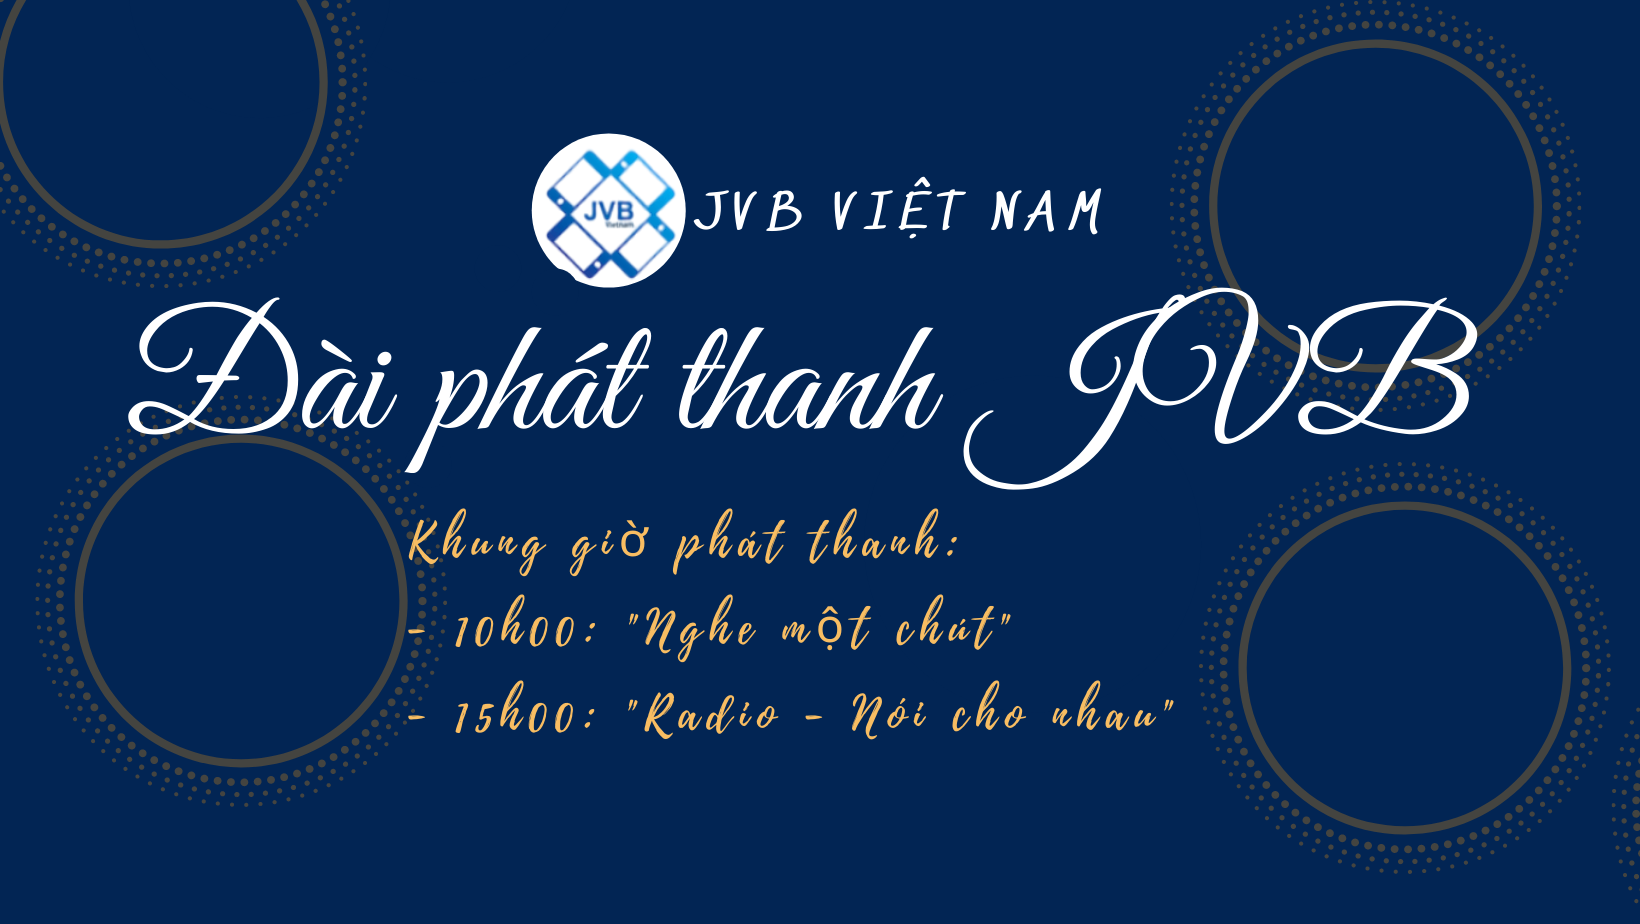 JVB
Vietnam
JVB VIỆT NAM
Đài phát thanh JVB
Khung giờ phát thanh:
- 10h00: "Nghe một chút"
- 15h00: "Radio - Nói cho nhau"